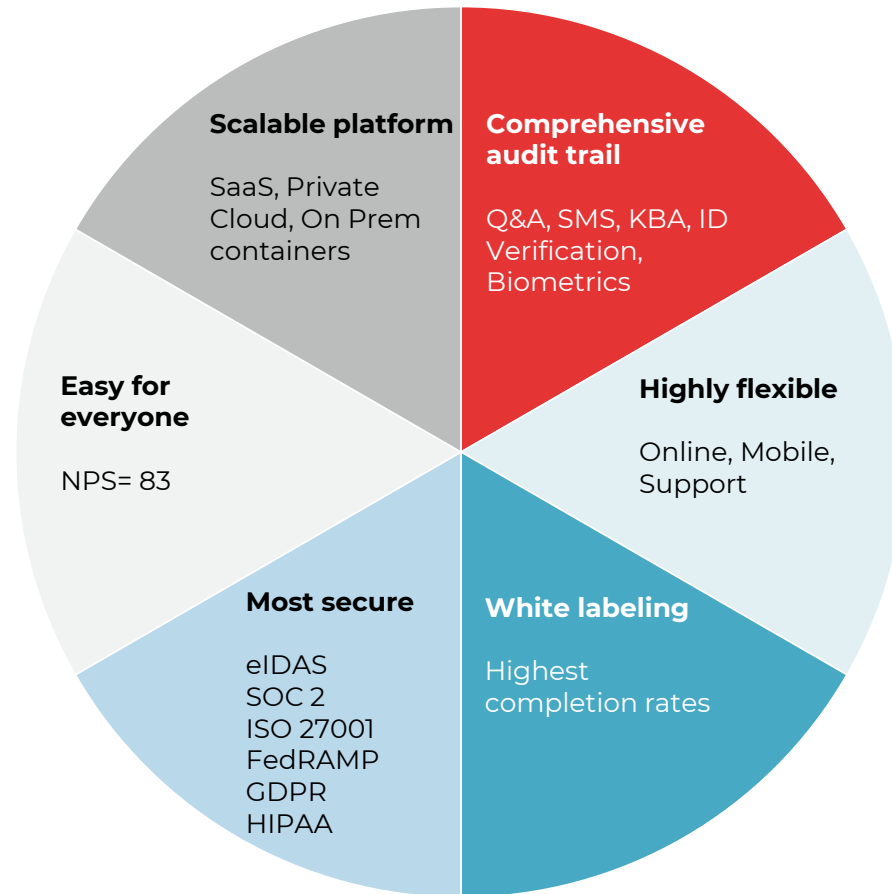 Scalable platform
SaaS, Private
Cloud, On Prem
containers
Comprehensive
audit trail
Q&A, SMS, KBA, ID
Verification,
Biometrics
Easy for
everyone
NPS= 83
Highly flexible
Online, Mobile,
Support
Most secure
eIDAS
SOC 2
ISO 27001
FedRAMP
GDPR
HIPAA
White labeling
Highest
completion rates